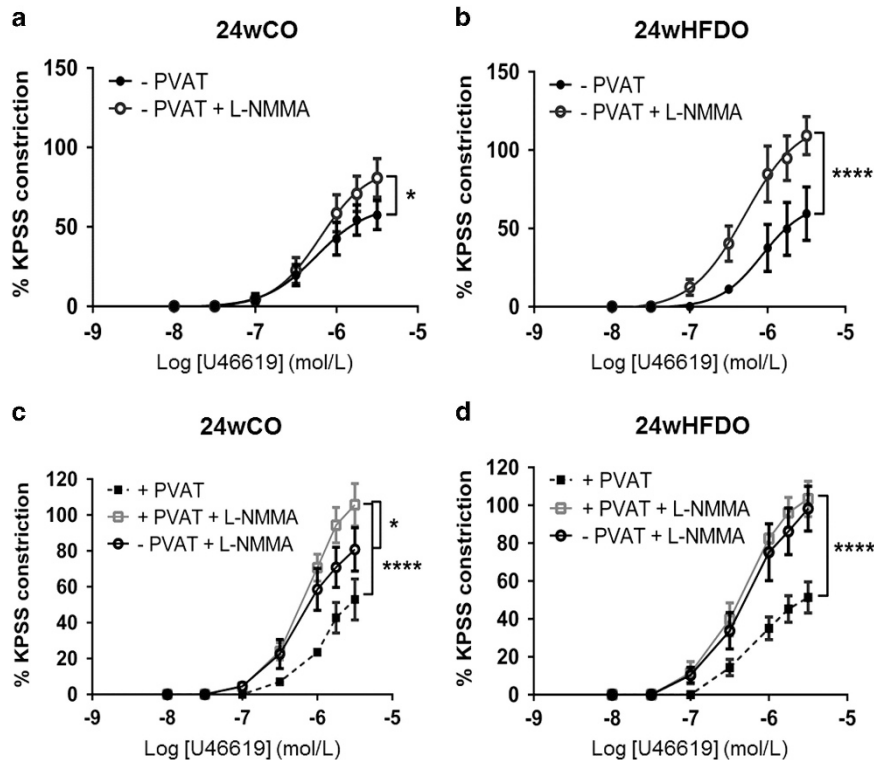 a
24wCO
% KPSS constriction
150
100
50
0
- PVAT
- PVAT + L-NMMA
*
-9 -8 -7 -6 -5
Log [U46619] (mol/L)
b
24wHFDO
% KPSS constriction
150
100
50
0
- PVAT
- PVAT + L-NMMA
****
-9 -8 -7 -6 -5
Log [U46619] (mol/L)
c
24wCO
% KPSS constriction
120
100
80
60
40
20
0
+ PVAT
+ PVAT + L-NMMA
- PVAT + L-NMMA
*
****
-9 -8 -7 -6 -5
Log [U46619] (mol/L)
d
24wHFDO
% KPSS constriction
120
100
80
60
40
20
0
+ PVAT
+ PVAT + L-NMMA
- PVAT + L-NMMA
****
-9 -8 -7 -6 -5
Log [U46619] (mol/L)